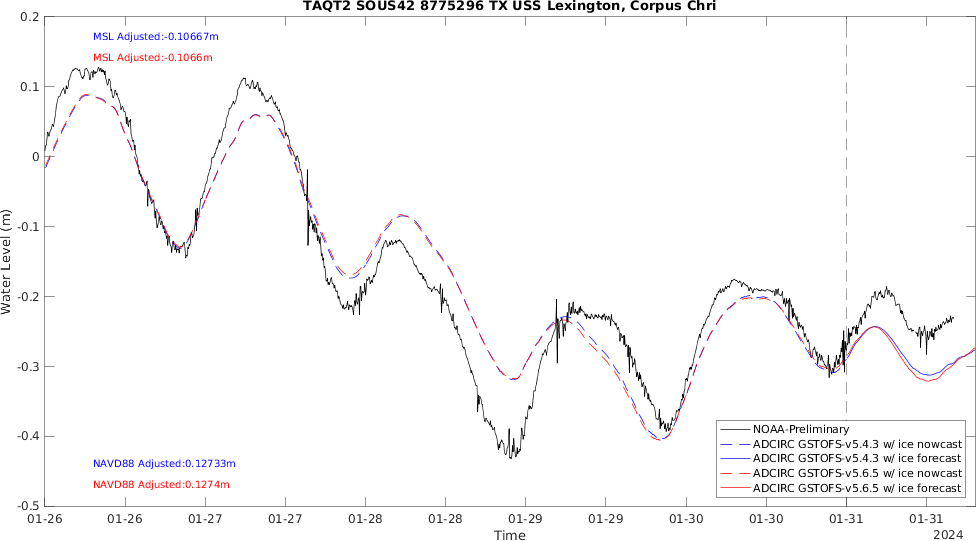 TAQT2 SOUS42 8775296 TX USS Lexington, Corpus Chri
0.2
MSL Adjusted:-0.10667m
MSL Adjusted:-0.1066m
0.1
0
-0.1
-0.2
-0.3
-0.4
-0.5
Water Level (m)
NAVD88 Adjusted:0.12733m
NAVD88 Adjusted:0.1274m
NOAA-Preliminary
ADCIRC GSTOFS-v5.4.3 w/ ice nowcast
ADCIRC GSTOFS-v5.4.3 w/ ice forecast
ADCIRC GSTOFS-v5.6.5 w/ ice nowcast
ADCIRC GSTOFS-v5.6.5 w/ ice forecast
01-26 01-26 01-27 01-27 01-28 01-28 01-29 01-29 01-30 01-30 01-31 01-31
Time
2024